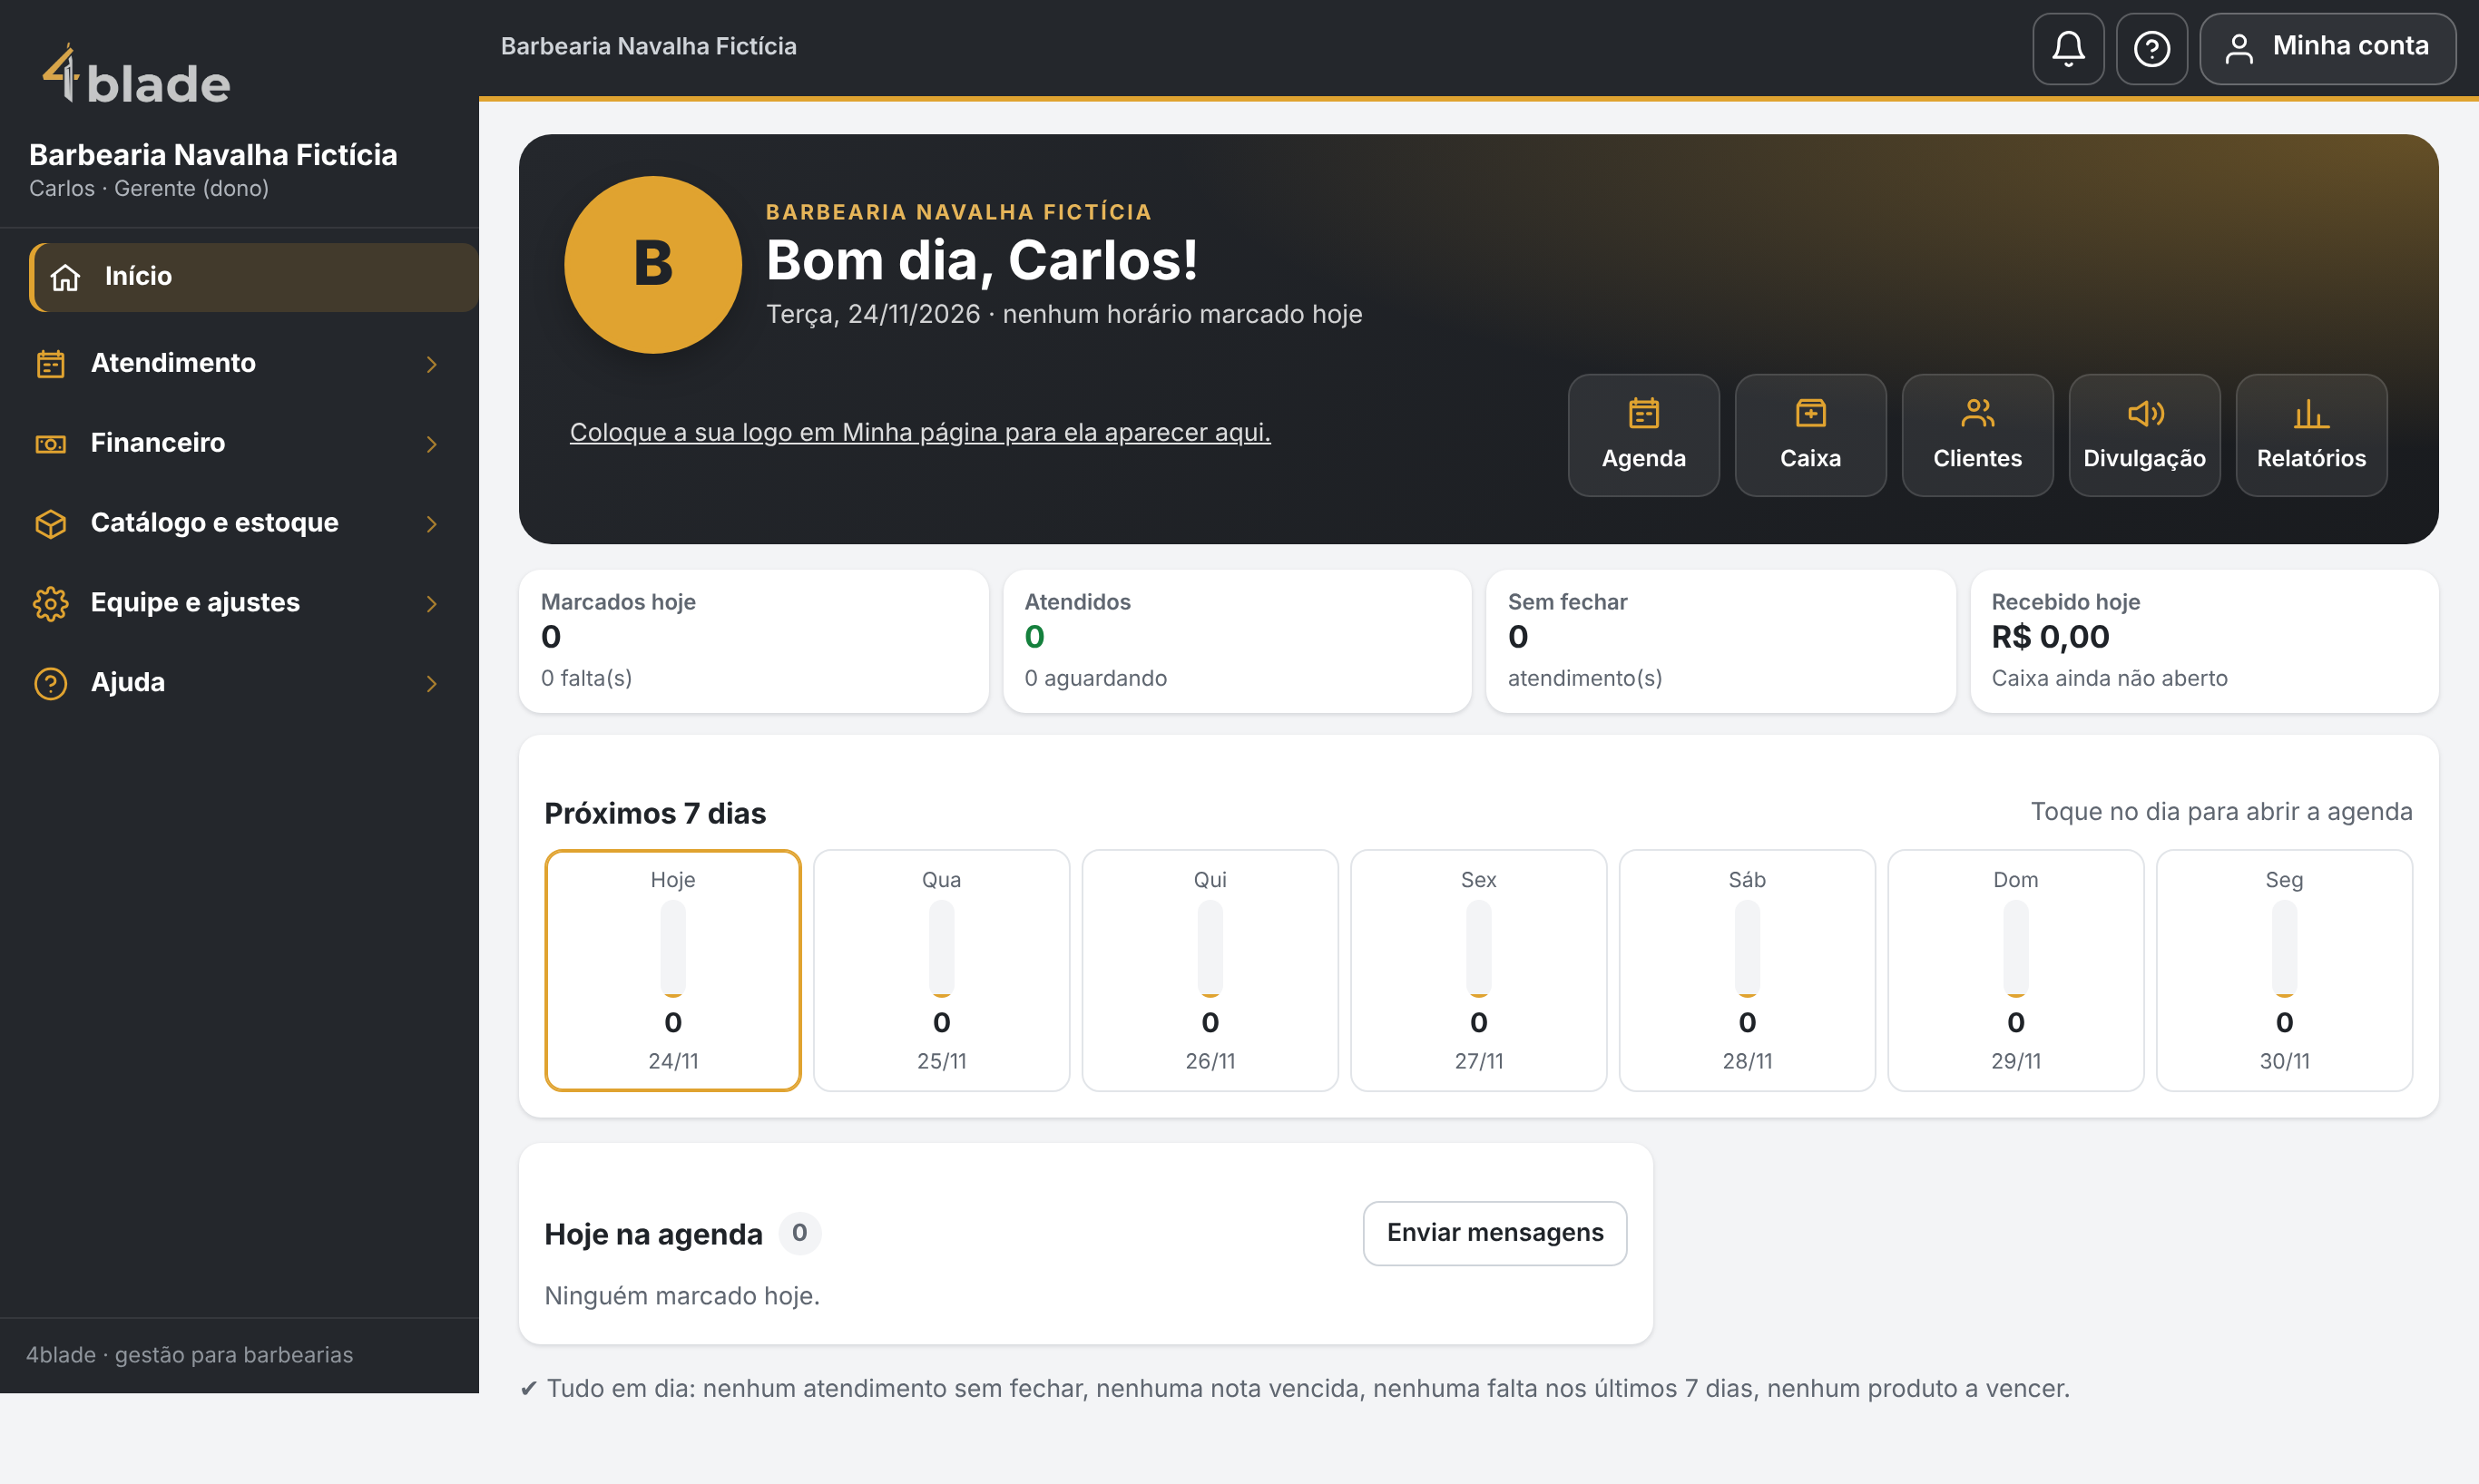 4blade
Barbearia Navalha Fictícia
Carlos · Gerente (dono)
Início
Atendimento
Financeiro
Catálogo e estoque
Equipe e ajustes
Ajuda
4blade · gestão para barbearias
Barbearia Navalha Fictícia
Minha conta
B
BARBEARIA NAVALHA FICTÍCIA
Bom dia, Carlos!
Terça, 24/11/2026 · nenhum horário marcado hoje
Coloque a sua logo em Minha página para ela aparecer aqui.
Agenda
Caixa
Clientes
Divulgação
Relatórios
Marcados hoje
0
0 falta(s)
Atendidos
0
0 aguardando
Sem fechar
0
atendimento(s)
Recebido hoje
R$ 0,00
Caixa ainda não aberto
Próximos 7 dias
Toque no dia para abrir a agenda
Hoje
0
24/11
Qua
0
25/11
Qui
0
26/11
Sex
0
27/11
Sáb
0
28/11
Dom
0
29/11
Seg
0
30/11
Hoje na agenda 0
Enviar mensagens
Ninguém marcado hoje.
✔ Tudo em dia: nenhum atendimento sem fechar, nenhuma nota vencida, nenhuma falta nos últimos 7 dias, nenhum produto a vencer.